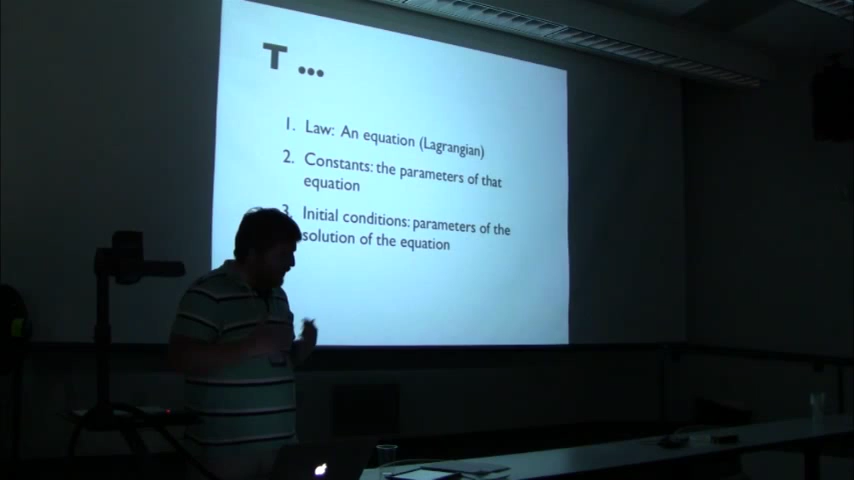 T ...
1. Law: An equation (Lagrangian)
2. Constants: the parameters of that
equation
3. Initial conditions: parameters of the
solution of the equation